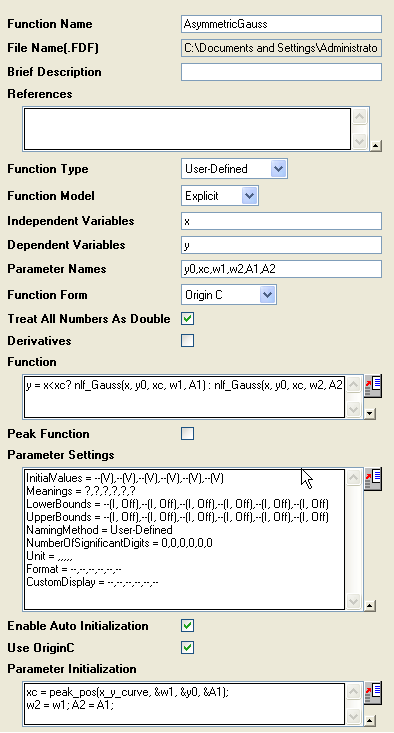 Function Name AsymmetricGauss
File Name(.FDF) C:\Documents and Settings\Administrato
Brief Description
References
Function Type User-Defined
Function Model Explicit
Independent Variables x
Dependent Variables y
Parameter Names y0,xc,w1,w2,A1,A2
Function Form Origin C
Treat All Numbers As Double
Derivatives
Function
y = x<xc? nlf_Gauss(x, y0, xc, w1, A1) : nlf_Gauss(x, y0, xc, w2, A2
Peak Function
Parameter Settings
InitialValues = --(V),--(V),--(V),--(V),--(V),--(V)
Meanings = ?,?,?,?,?,?
LowerBounds = --(I, Off),--(I, Off),--(I, Off),--(I, Off),--(I, Off),--(I, Off)
UpperBounds = --(I, Off),--(I, Off),--(I, Off),--(I, Off),--(I, Off),--(I, Off)
NamingMethod = User-Defined
NumberOfSignificantDigits = 0,0,0,0,0,0
Unit = ,,,,,
Format = --,--,--,--,--,--
CustomDisplay = --,--,--,--,--,--
Enable Auto Initialization
Use OriginC
Parameter Initialization
xc = peak_pos(x_y_curve, &w1, &y0, &A1);
w2 = w1; A2 = A1;